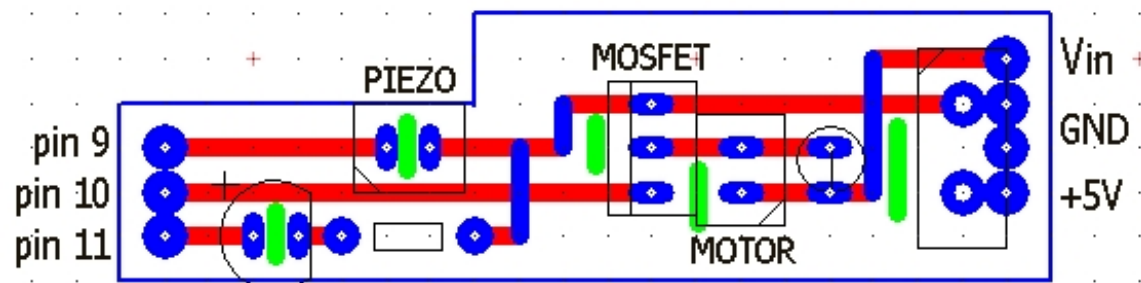 MOSFET
Vin
PIEZO
GND
pin 9
pin 10
+5V
pin 11
MOTOR